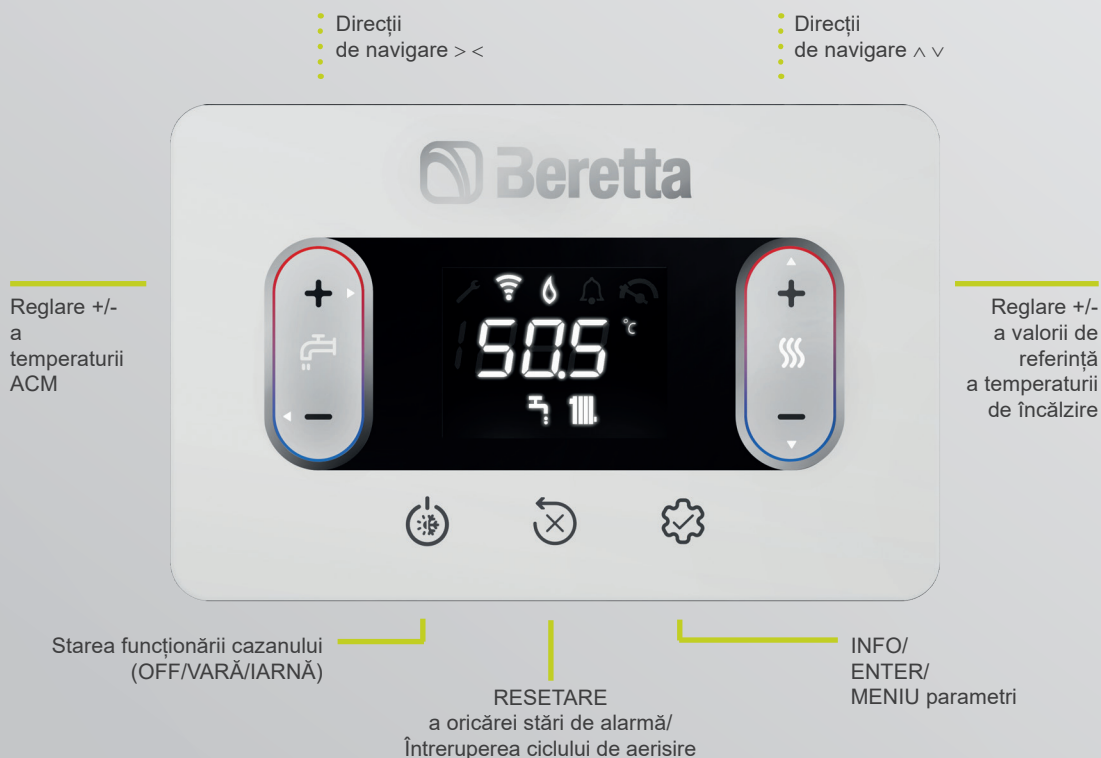 Direcții
de navigare > <
Direcții
de navigare ∧ ∨
Beretta
Reglare +/-
a
temperaturii
ACM
50.5 °C
Reglare +/-
a valorii de
referință
a temperaturii
de încălzire
Starea funcționării cazanului
(OFF/VARĂ/IARNĂ)
RESETARE
a oricărei stări de alarmă/
Întreruperea ciclului de aerisire
INFO/
ENTER/
MENIU parametri